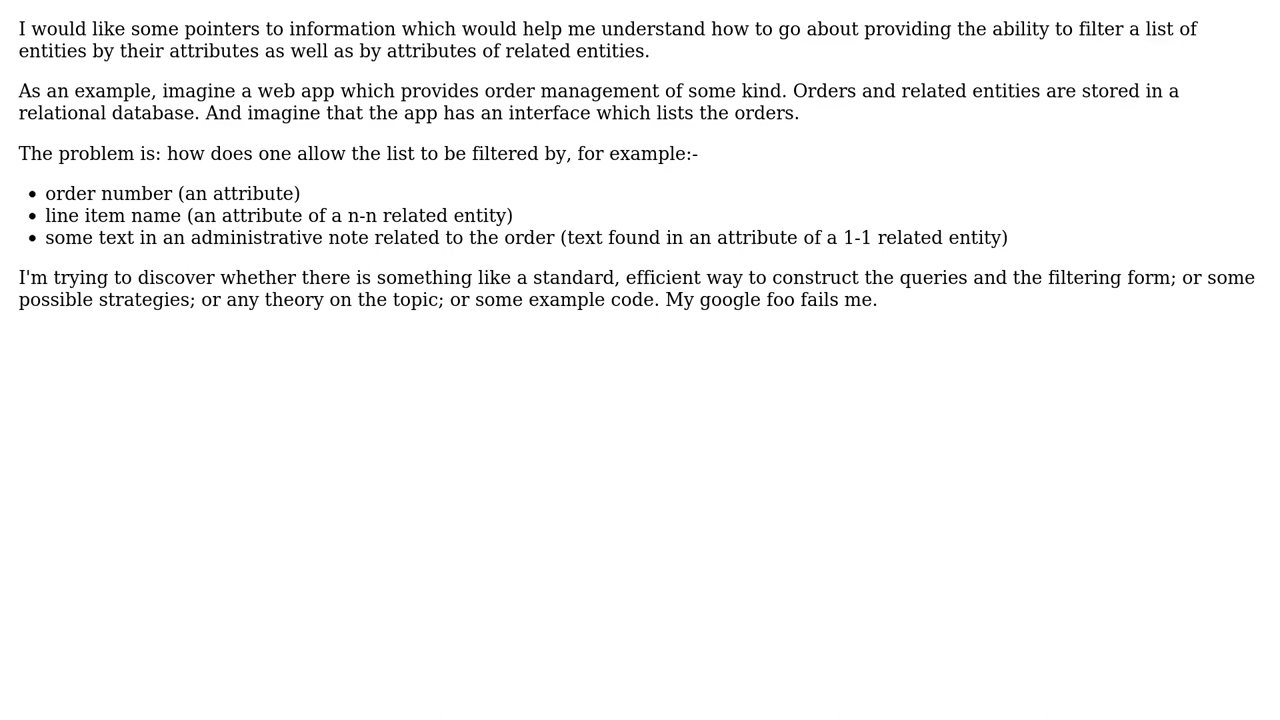 I would like some pointers to information which would help me understand how to go about providing the ability to filter a list of
entities by their attributes as well as by attributes of related entities.
As an example, imagine a web app which provides order management of some kind. Orders and related entities are stored in a
relational database. And imagine that the app has an interface which lists the orders.
The problem is: how does one allow the list to be filtered by, for example:-
• order number (an attribute)
• line item name (an attribute of a n-n related entity)
• some text in an administrative note related to the order (text found in an attribute of a 1-1 related entity)
I'm trying to discover whether there is something like a standard, efficient way to construct the queries and the filtering form; or some
possible strategies; or any theory on the topic; or some example code. My google foo fails me.